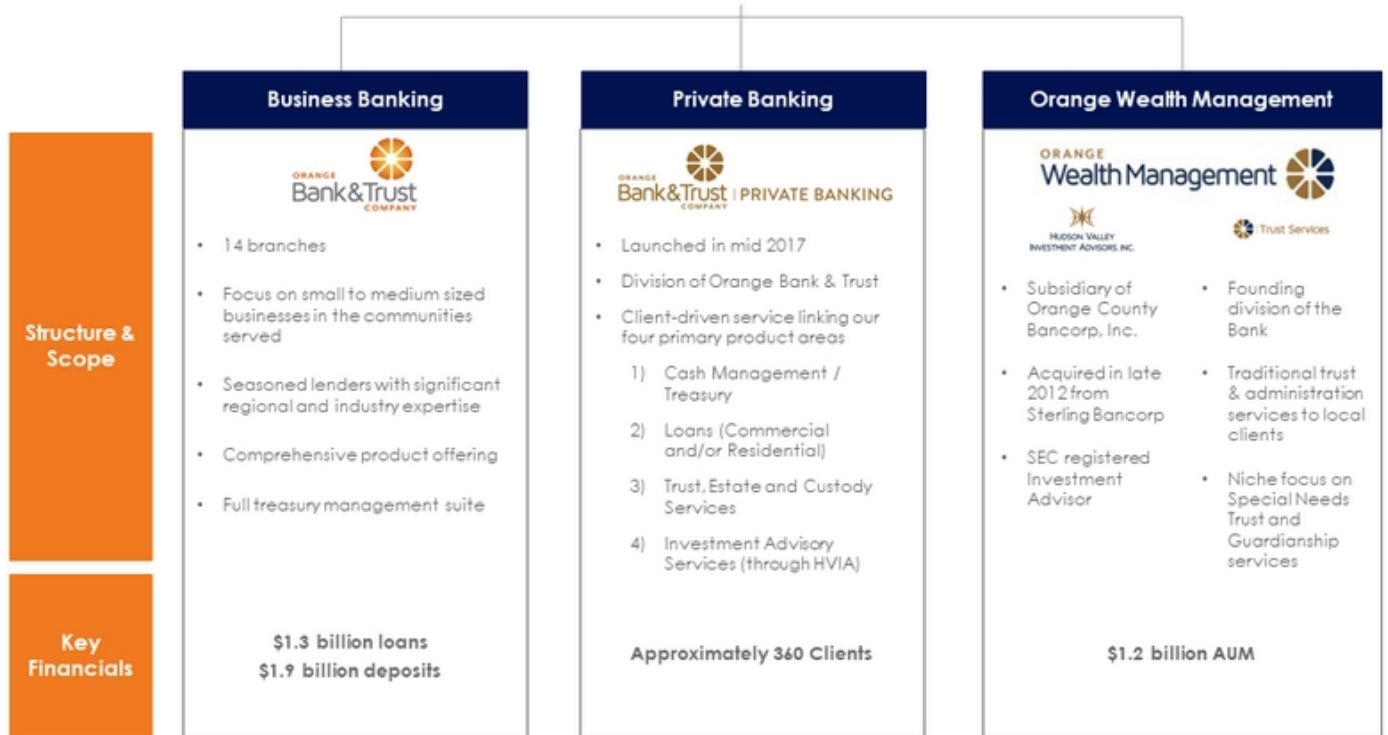 Business Banking
Private Banking
Orange Wealth Management
Structure &
Scope
ORANGE
Bank&Trust
COMPANY
• 14 branches
• Focus on small to medium sized
businesses in the communities
served
• Seasoned lenders with significant
regional and industry expertise
• Comprehensive product offering
• Full treasury management suite
ORANGE
Bank&Trust | PRIVATE BANKING
COMPANY
• Launched in mid 2017
• Division of Orange Bank & Trust
• Client-driven service linking our
four primary product areas
1) Cash Management /
Treasury
2) Loans (Commercial
and/or Residential)
3) Trust, Estate and Custody
Services
4) Investment Advisory
Services (through HVIA)
ORANGE
Wealth Management
HUDSON VALLEY
INVESTMENT ADVISORS, INC.
• Subsidiary of
Orange County
Bancorp, Inc.
• Acquired in late
2012 from
Sterling Bancorp
• SEC registered
Investment
Advisor
Trust Services
• Founding
division of the
Bank
• Traditional trust
& administration
services to local
clients
• Niche focus on
Special Needs
Trust and
Guardianship
services
Key
Financials
$1.3 billion loans
$1.9 billion deposits
Approximately 360 Clients
$1.2 billion AUM